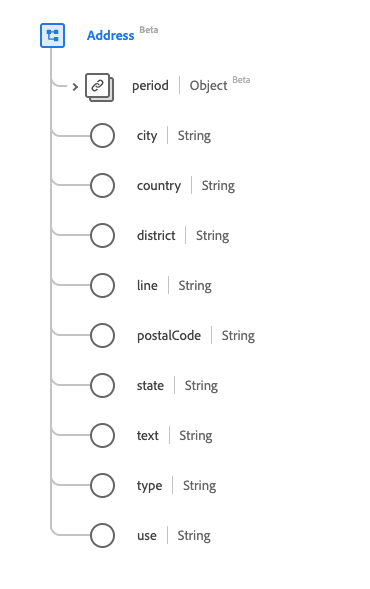 Address Beta
period Object Beta
city String
country String
district String
line String
postalCode String
state String
text String
type String
use String